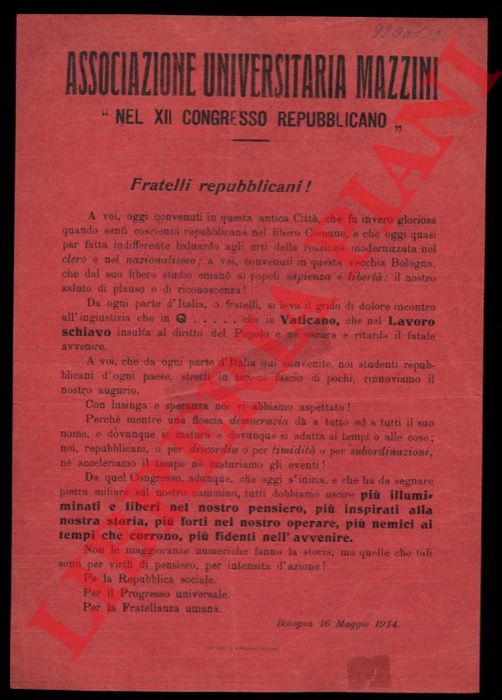 ASSOCIAZIONE UNIVERSITARIA MAZZINI
“ NEL XII CONGRESSO REPUBBLICANO „
Fratelli repubblicani !
A voi, oggi convenuti in questa antica Città, che fu invero gloriosa
quando sentì coscienza repubblicana nel libero Comune, e che oggi quasi
par fatta indifferente baluardo agli urti della reazione modernizzata nel
clero e nel nazionalismo ; a voi, convenuti in questa vecchia Bologna,
che dal suo libero studio emanò ai popoli sapienza e libertà : il nostro
saluto di plauso e di riconoscenza !
Da ogni parte d'Italia, o fratelli, si leva il grido di dolore incontro
all'ingiustizia che in Q . . . . . che in Vaticano, che nel Lavoro
schiavo insulta al diritto del Popolo e ne oscura e ritarda il fatale
avvenire.
A voi, che da ogni parte d'Italia qui convenite, noi studenti repub-
blicani d'ogni paese, stretti in tenace fascio di pochi, rinnoviamo il
nostro augurio.
Con lusinga e speranza noi vi abbiamo aspettato !
Perchè mentre una floscia democrazia dà a tutto ed a tutti il suo
nome, e dovunque si matura e dovunque si adatta ai tempi o alle cose ;
noi, repubblicani, o per discordia o per timidità o per subordinazioni,
nè acceleriamo il tempo nè maturiamo gli eventi !
Da quel Congresso, adunque, che oggi s'inizia, e che ha da segnare
pietra miliare sul nostro cammino, tutti dobbiamo uscire più illumi-
minati e liberi nel nostro pensiero, più inspirati alla
nostra storia, più forti nel nostro operare, più nemici ai
tempi che corrono, più fidenti nell'avvenire.
Non le maggioranze numeriche fanno la storia, ma quelle che tali
sono per virtù di pensiero, per intensità d'azione !
Pe la Repubblica sociale.
Per il Progresso universale.
Per la Fratellanza umana.
Bologna 16 Maggio 1914.